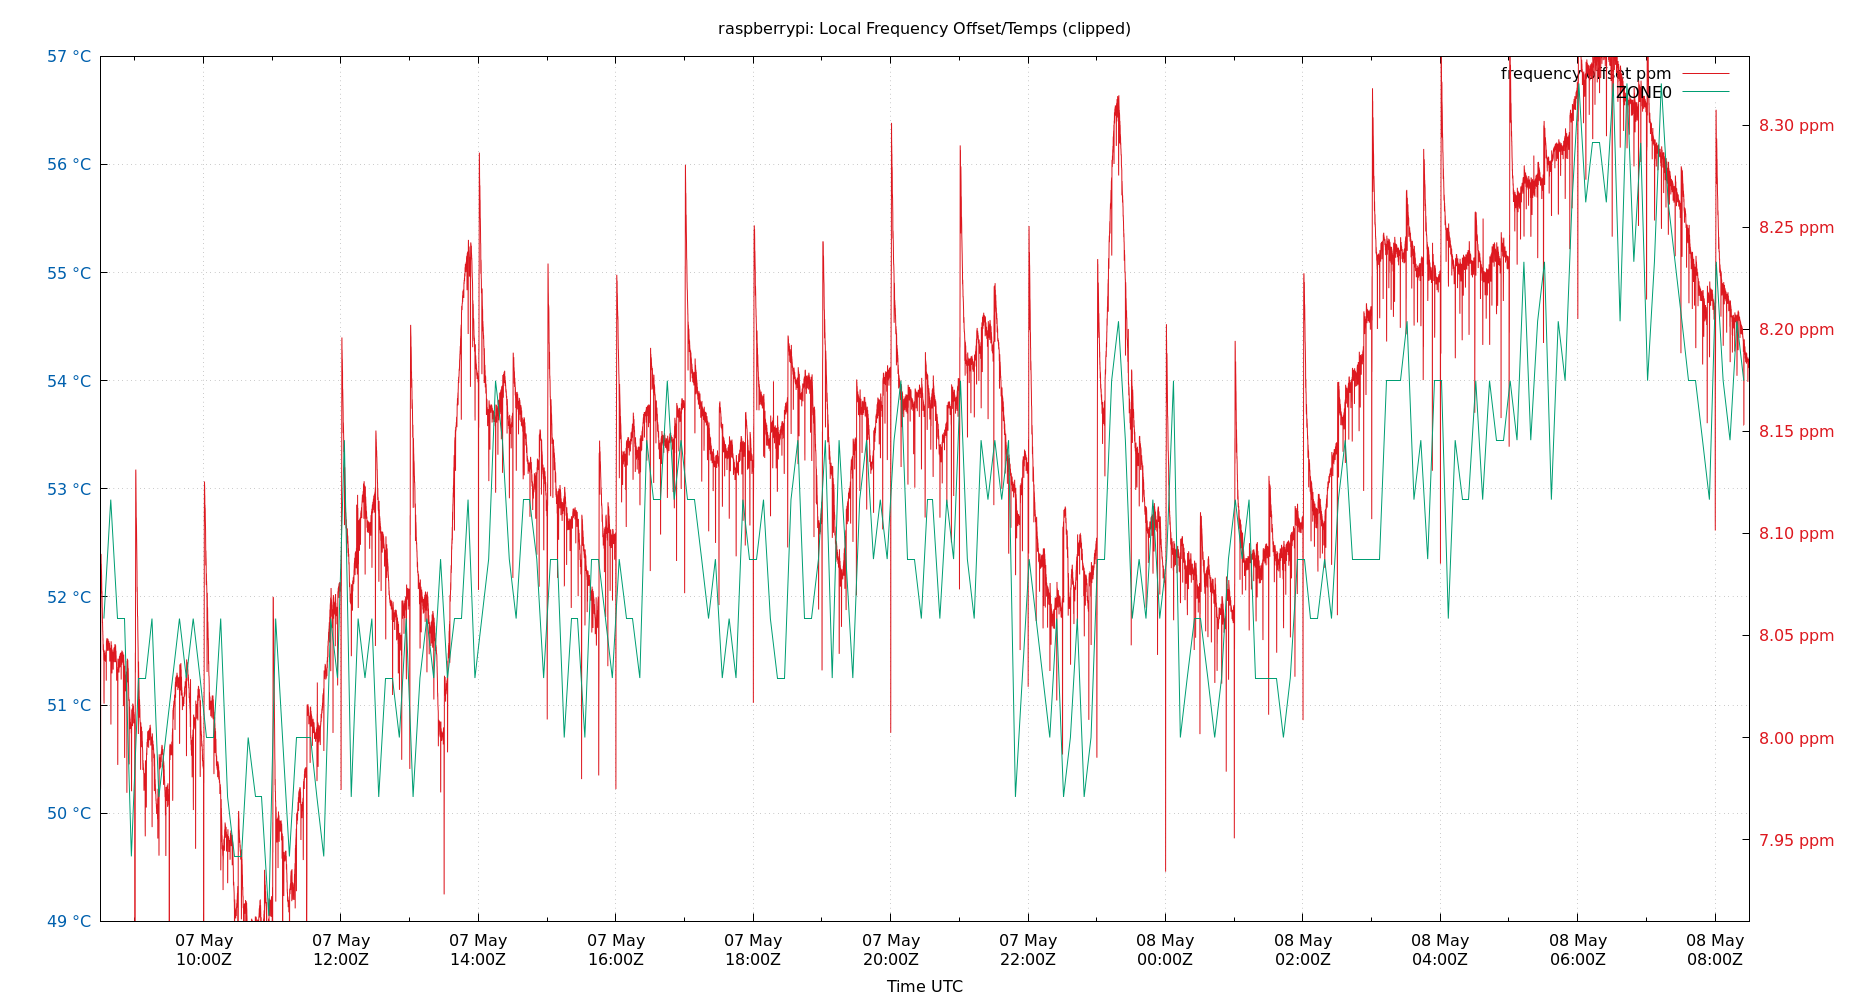 raspberrypi: Local Frequency Offset/Temps (clipped)
57 °C
56 °C
55 °C
54 °C
53 °C
52 °C
51 °C
50 °C
49 °C
frequency offset ppm
ZONE0
8.30 ppm
8.25 ppm
8.20 ppm
8.15 ppm
8.10 ppm
8.05 ppm
8.00 ppm
7.95 ppm
07 May 07 May 07 May 07 May 07 May 07 May 07 May 08 May 08 May 08 May 08 May 08 May
10:00Z 12:00Z 14:00Z 16:00Z 18:00Z 20:00Z 22:00Z 00:00Z 02:00Z 04:00Z 06:00Z 08:00Z
Time UTC